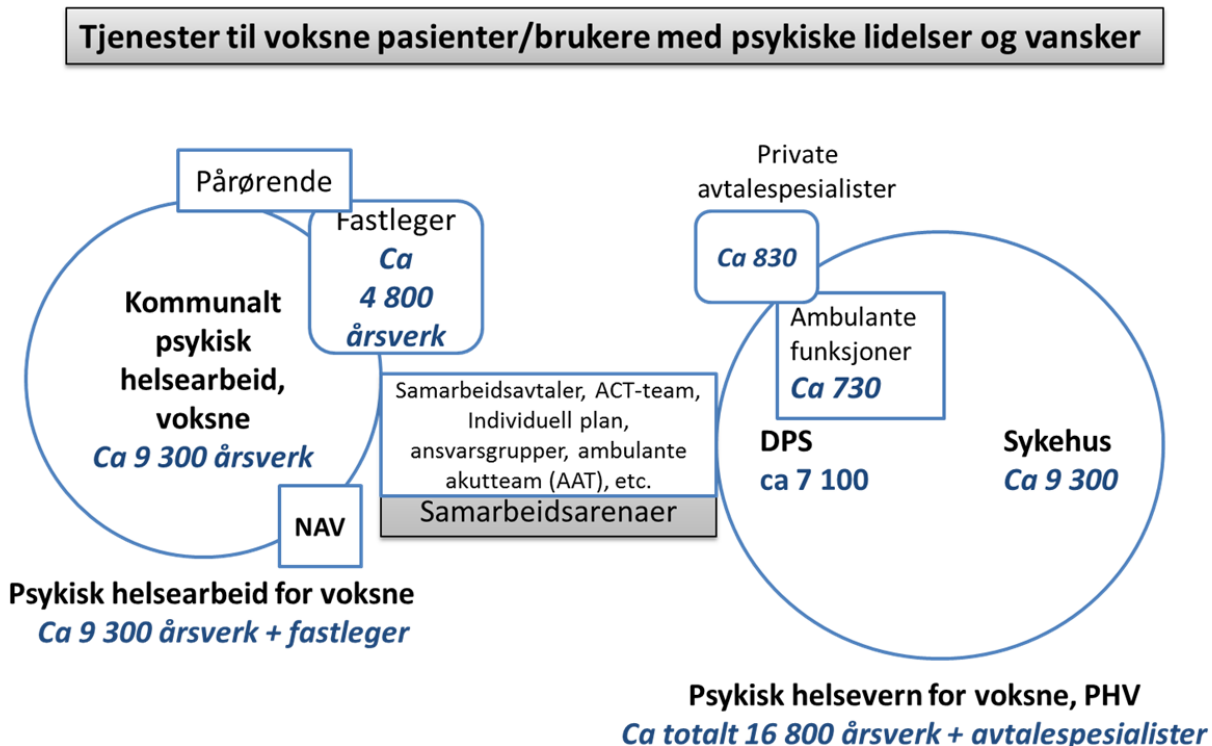 Tjenester til voksne pasienter/brukere med psykiske lidelser og vansker
Pårørende
Fastleger
Ca
4 800
årsverk
Kommunalt
psykisk
helsearbeid,
voksne
Ca 9 300 årsverk
NAV
Psykisk helsearbeid for voksne
Ca 9 300 årsverk + fastleger
Samarbeidsavtaler, ACT-team,
Individuell plan,
ansvarsgrupper, ambulante
akutteam (AAT), etc.
Samarbeidsarenaer
Private
avtalespesialister
Ca 830
Ambulante
funksjoner
Ca 730
DPS
ca 7 100
Sykehus
Ca 9 300
Psykisk helsevern for voksne, PHV
Ca totalt 16 800 årsverk + avtalespesialister